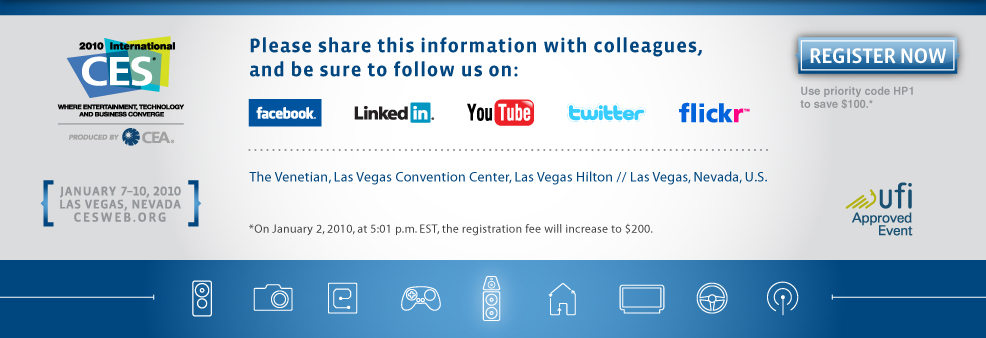 2010 International
CES®
WHERE ENTERTAINMENT, TECHNOLOGY
AND BUSINESS CONVERGE
PRODUCED BY CEA®
[JANUARY 7–10, 2010
LAS VEGAS, NEVADA
CESWEB.ORG]
Please share this information with colleagues,
and be sure to follow us on:
facebook. Linked in. YouTube twitter flickr™
The Venetian, Las Vegas Convention Center, Las Vegas Hilton // Las Vegas, Nevada, U.S.
*On January 2, 2010, at 5:01 p.m. EST, the registration fee will increase to $200.
REGISTER NOW
Use priority code HP1
to save $100.*
ufi
Approved
Event